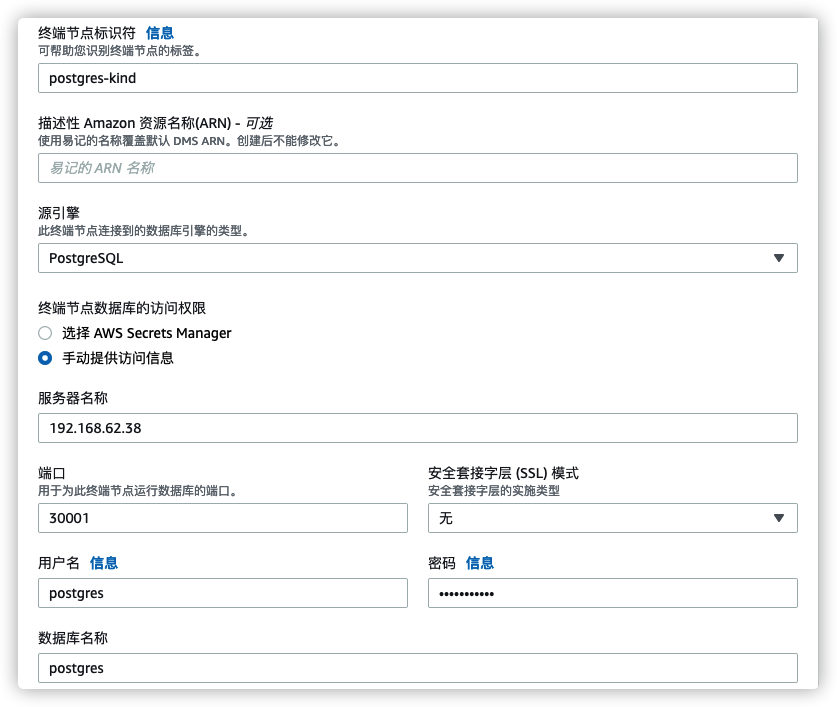 终端节点标识符 信息
可帮助您识别终端节点的标签。
postgres-kind
描述性 Amazon 资源名称(ARN) - 可选
使用易记的名称覆盖默认 DMS ARN。创建后不能修改它。
易记的 ARN 名称
源引擎
此终端节点连接到的数据库引擎的类型。
PostgreSQL
终端节点数据库的访问权限
选择 AWS Secrets Manager
手动提供访问信息
服务器名称
192.168.62.38
端口
用于为此终端节点运行数据库的端口。
30001
安全套接字层 (SSL) 模式
安全套接字层的实施类型
无
用户名 信息
postgres
密码 信息
•••••••••••
数据库名称
postgres